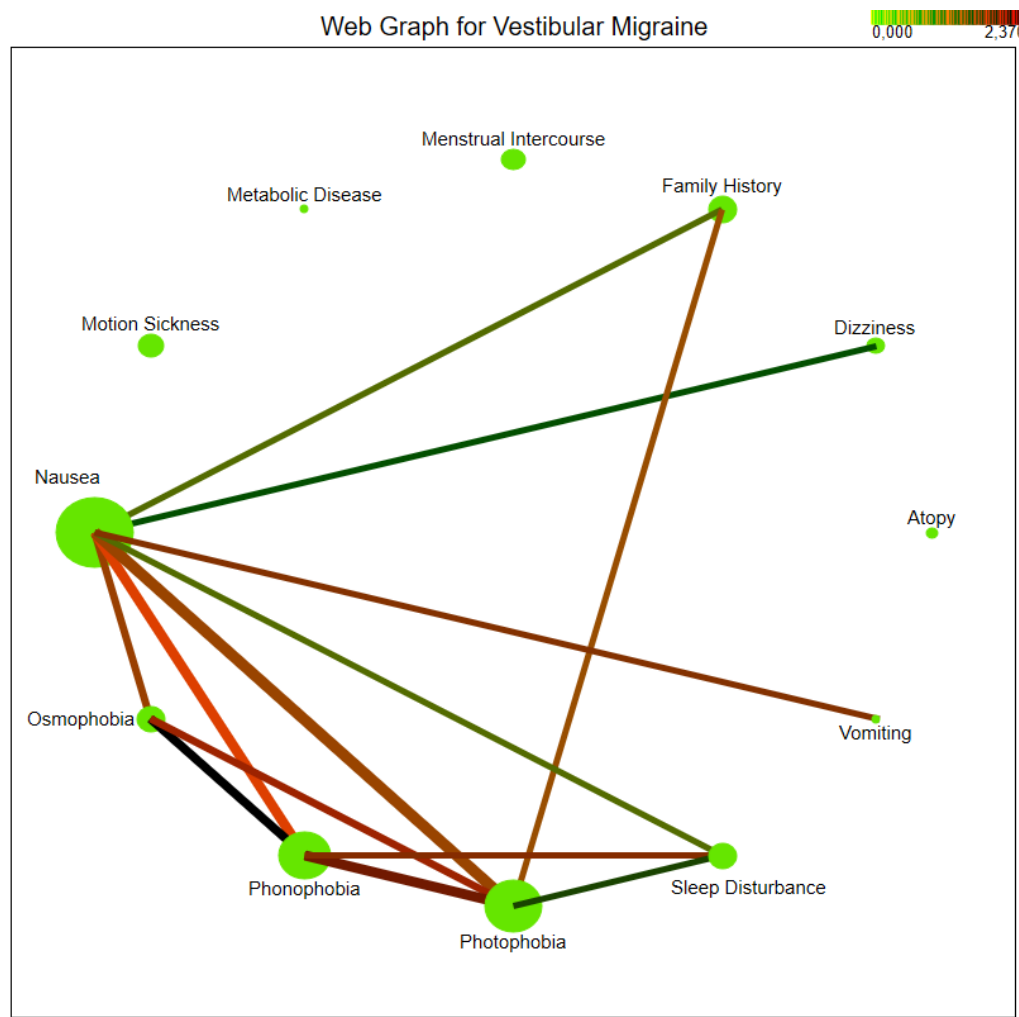 Web Graph for Vestibular Migraine
0,000
2,370
Menstrual Intercourse
Family History
Metabolic Disease
Motion Sickness
Dizziness
Nausea
Atopy
Osmophobia
Vomiting
Phonophobia
Sleep Disturbance
Photophobia